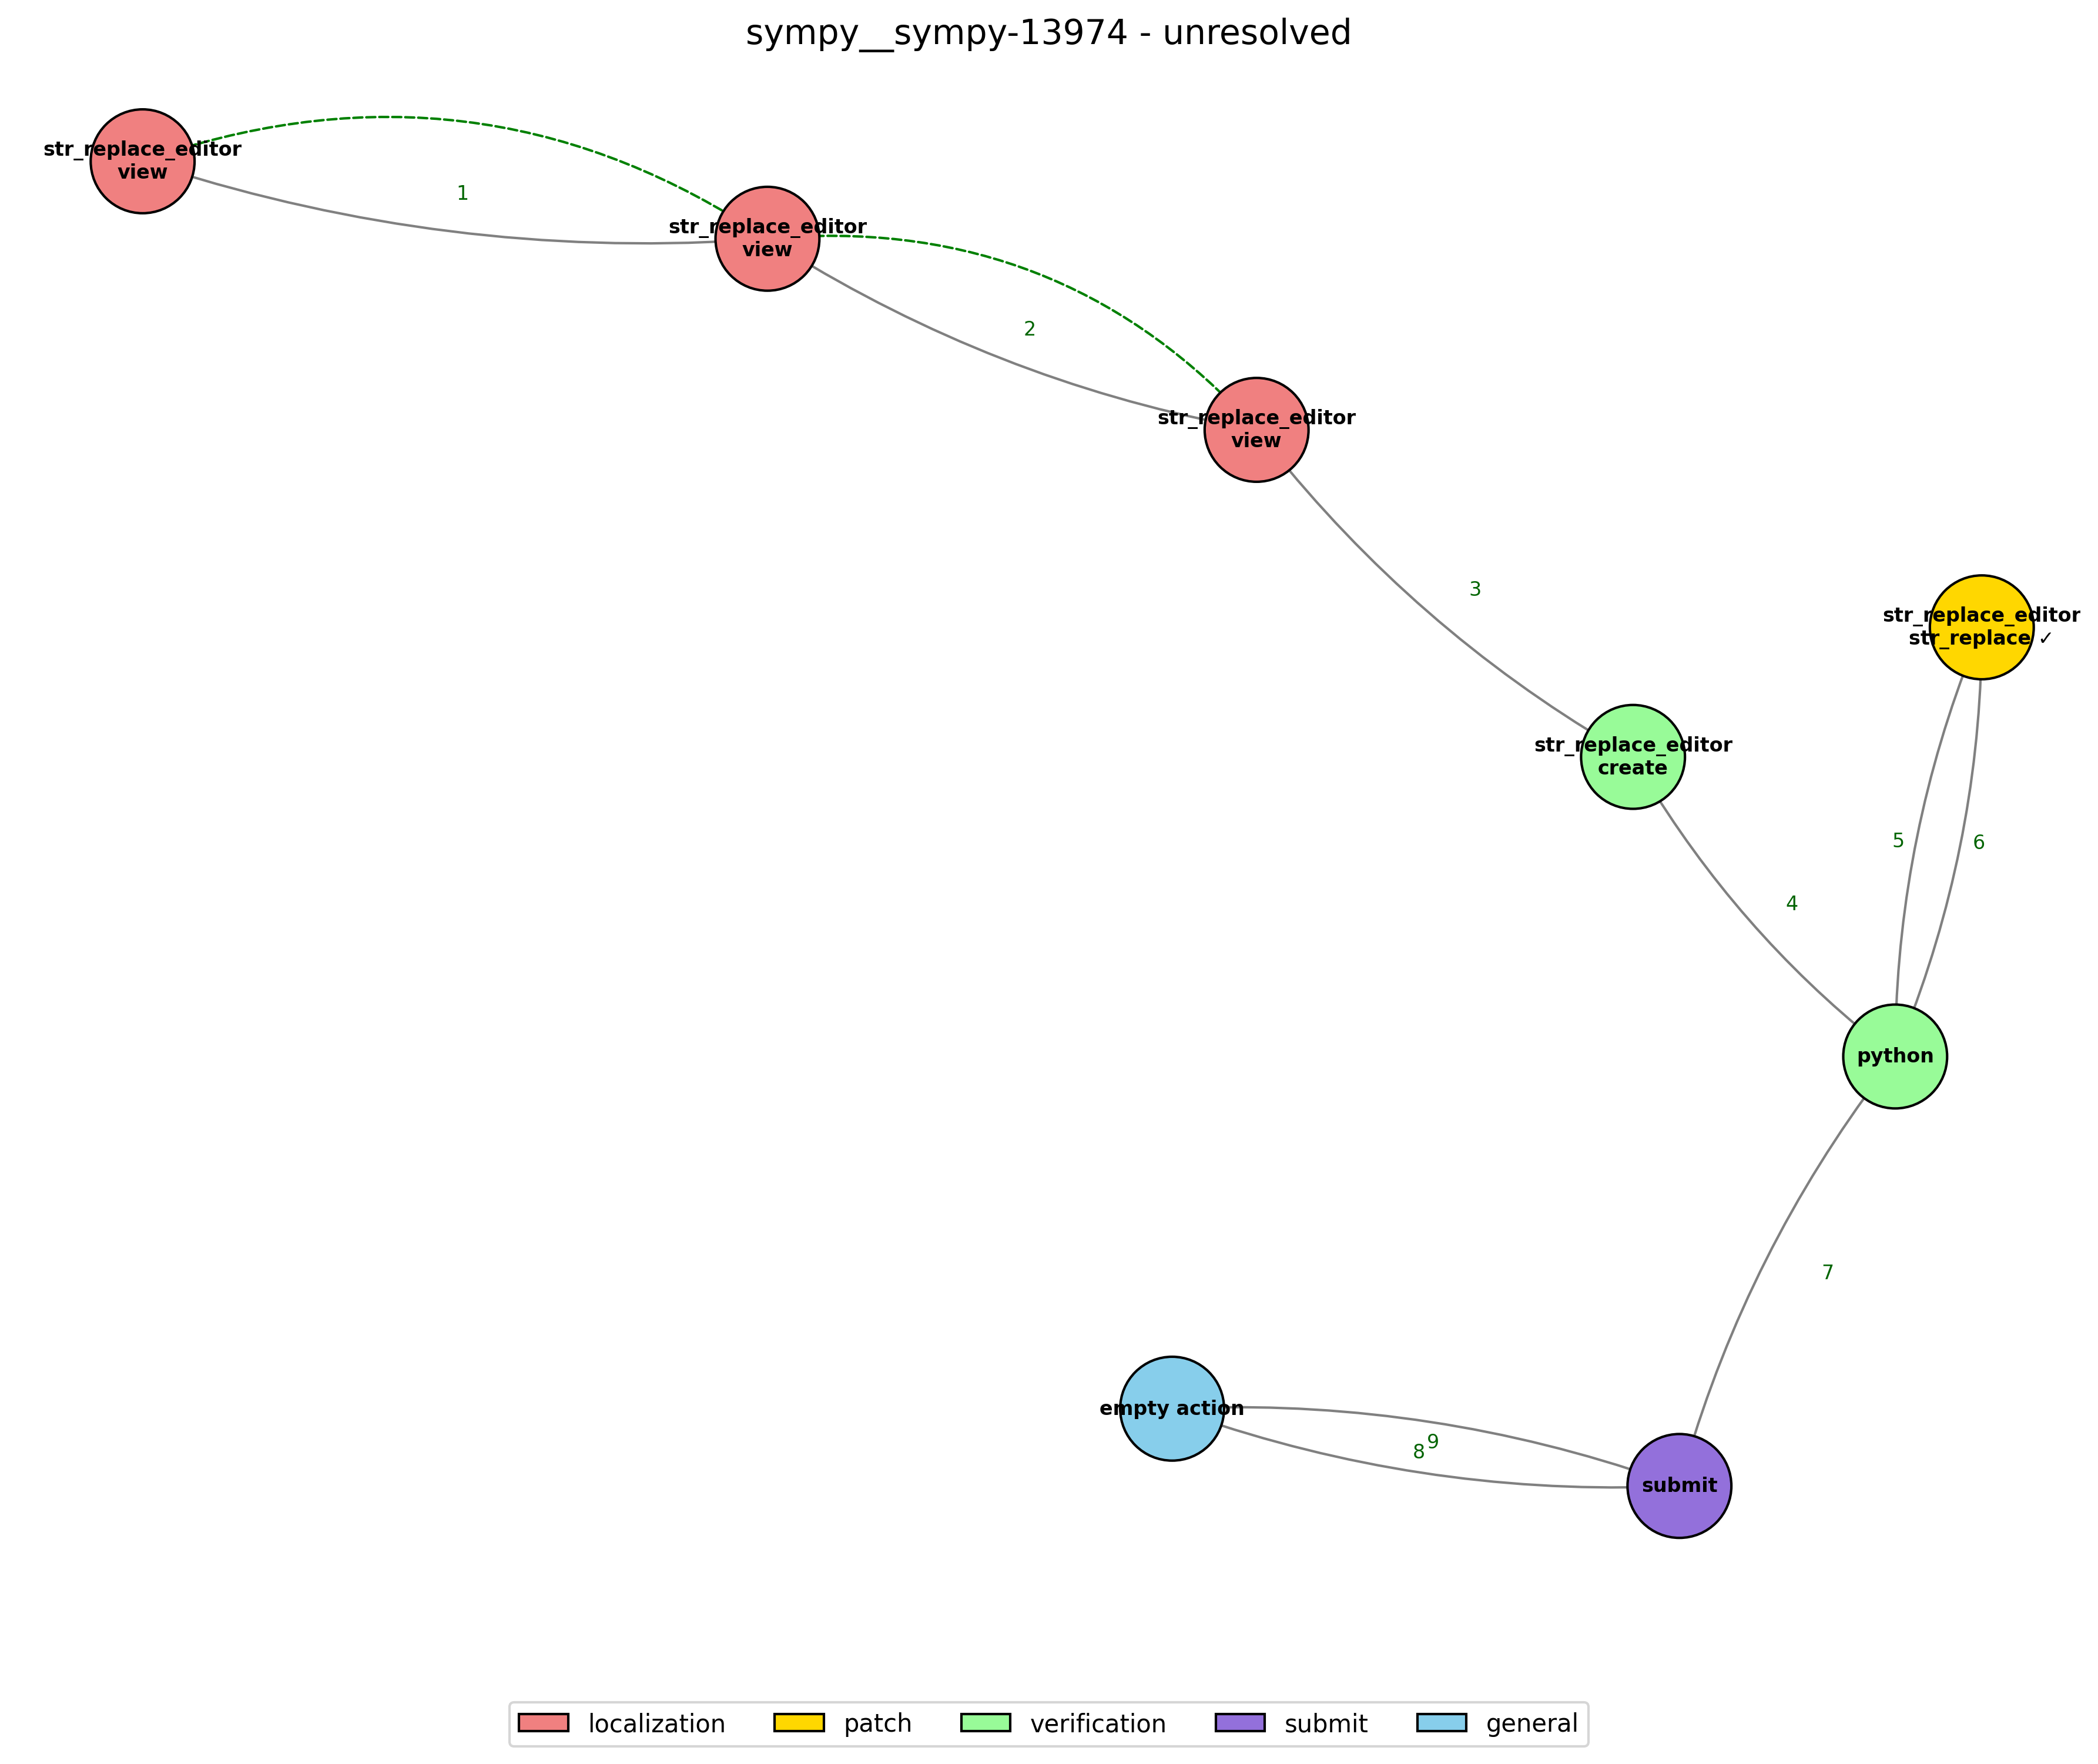 sympy__sympy-13974 - unresolved
str_replace_editor
view
1
str_replace_editor
view
2
str_replace_editor
view
3
str_replace_editor
str_replace ✓
str_replace_editor
create
5
6
4
python
7
empty action
9
8
submit
localization
patch
verification
submit
general